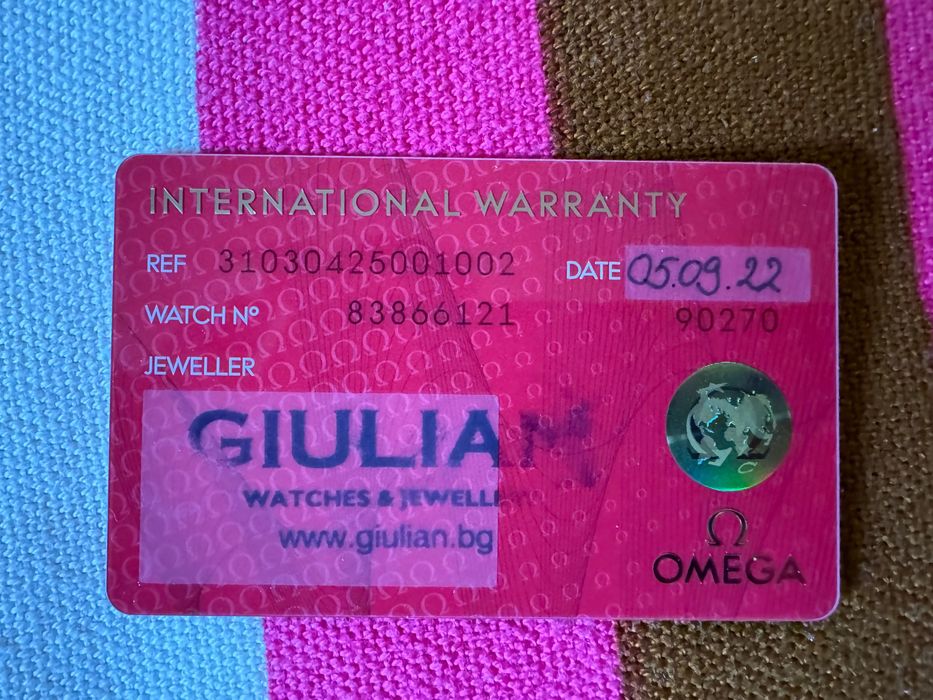 INTERNATIONAL WARRANTY
REF 31030425001002 DATE 05.09.22
WATCH Nº 83866121 90270
JEWELLER
GIULIAN
WATCHES & JEWELLERY
www.giulian.bg
Ω
OMEGA